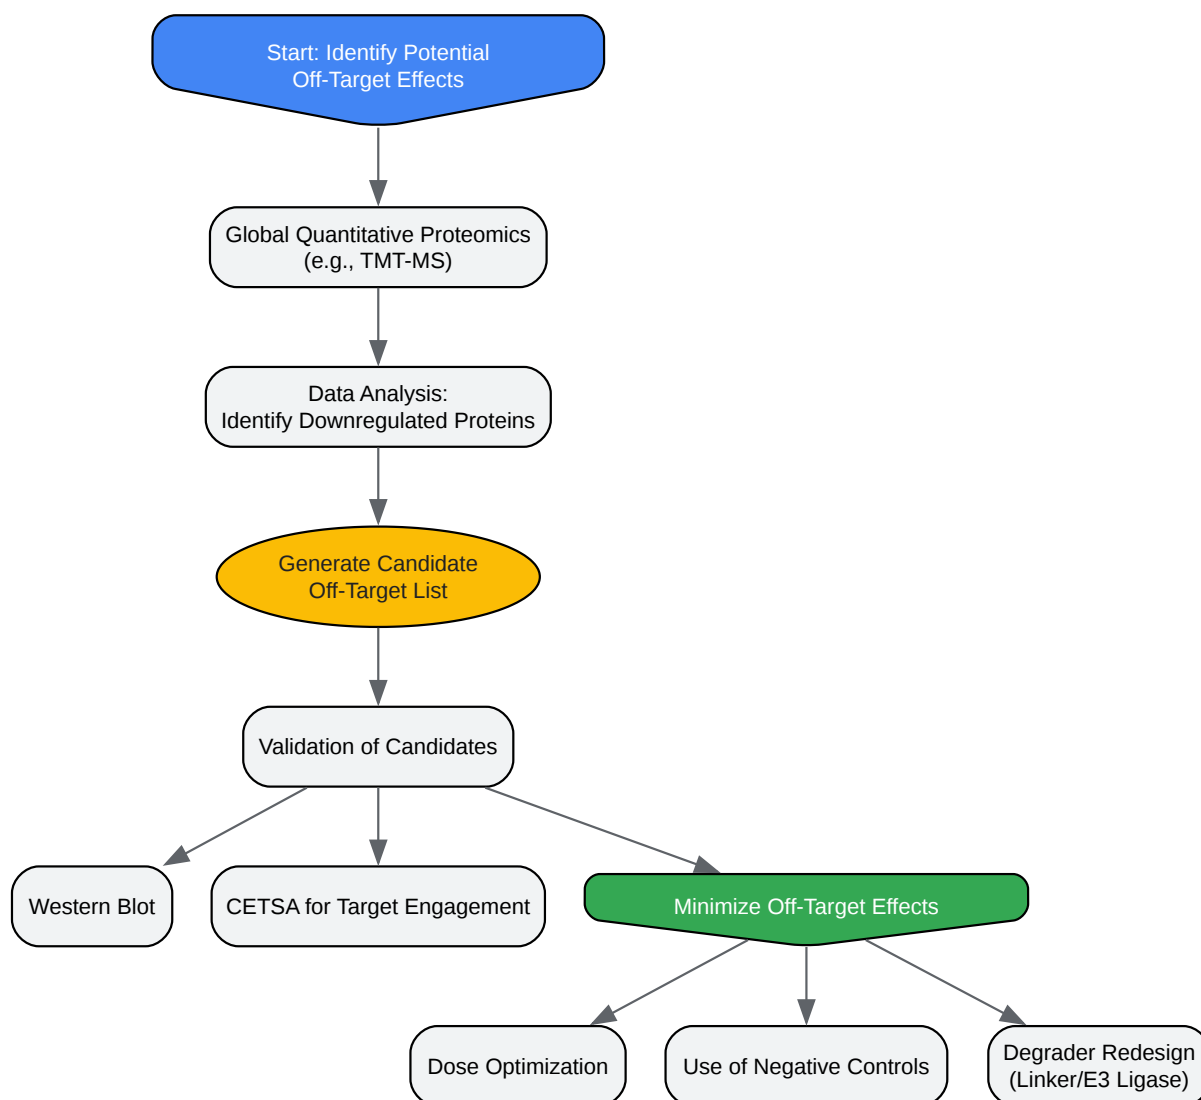 Start: Identify Potential
Off-Target Effects
Global Quantitative Proteomics
(e.g., TMT-MS)
Data Analysis:
Identify Downregulated Proteins
Generate Candidate
Off-Target List
Validation of Candidates
Western Blot
CETSA for Target Engagement
Minimize Off-Target Effects
Dose Optimization
Use of Negative Controls
Degrader Redesign
(Linker/E3 Ligase)